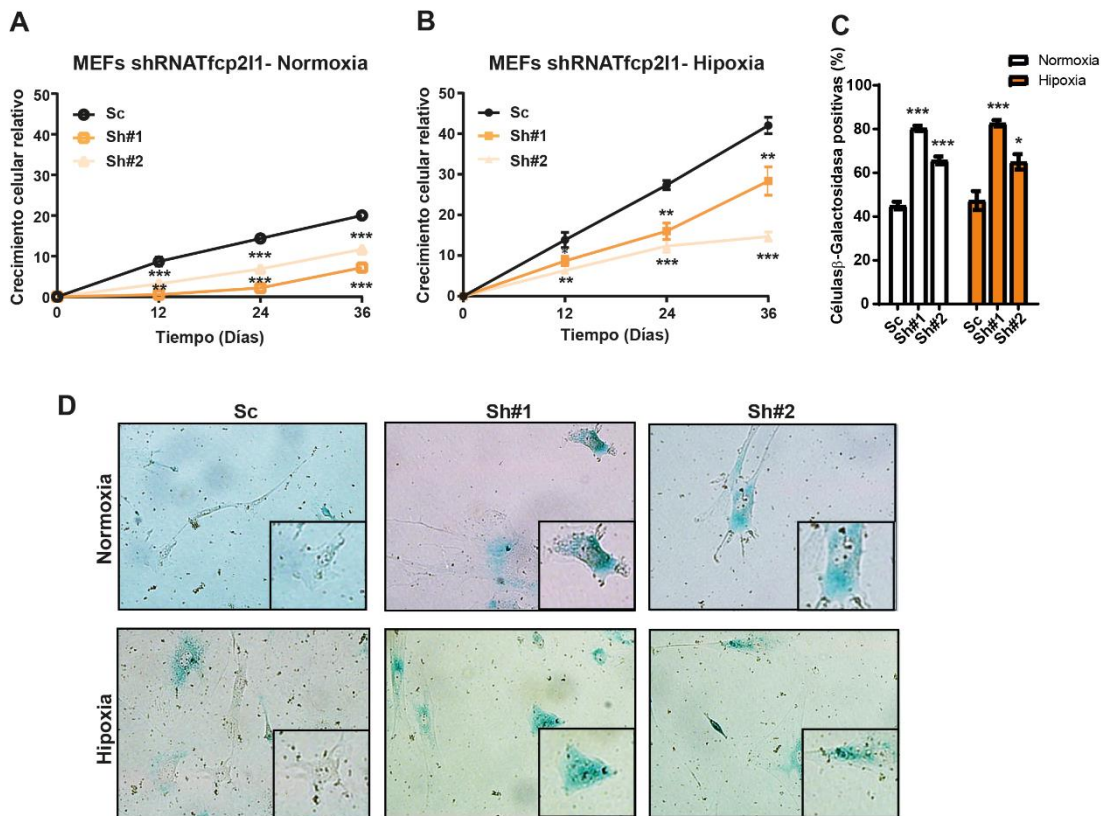 A
MEFs shRNATfcp2l1- Normoxia
Crecimiento celular relativo
50
40
30
20
10
0
Sc
Sh#1
Sh#2
***
**
***
***
***
***
0 12 24 36
Tiempo (Días)
B
MEFs shRNATfcp2l1- Hipoxia
Crecimiento celular relativo
50
40
30
20
10
0
Sc
Sh#1
Sh#2
*
**
**
***
**
***
0 12 24 36
Tiempo (Días)
C
Célulasβ-Galactosidasa positivas (%)
Normoxia
Hipoxia
100
80
60
40
20
0
***
***
***
*
Sc Sh#1 Sh#2 Sc Sh#1 Sh#2
D
Sc Sh#1 Sh#2
Normoxia
Hipoxia